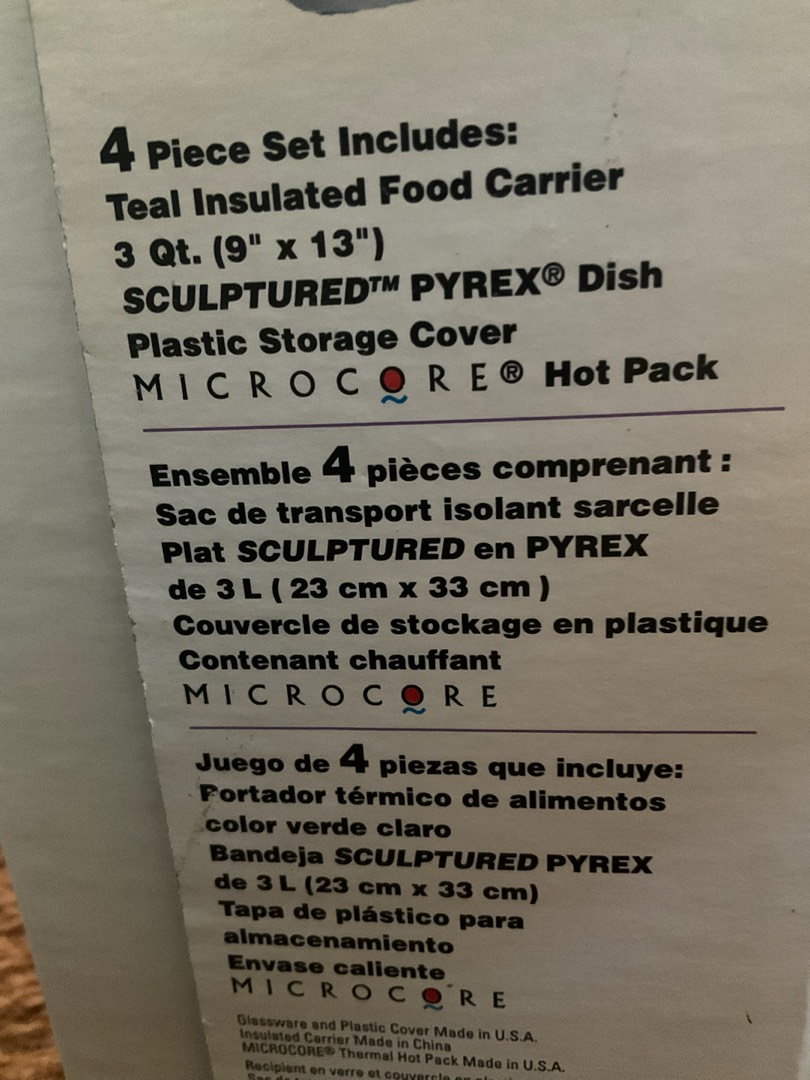 4 Piece Set Includes:
Teal Insulated Food Carrier
3 Qt. (9" x 13")
SCULPTURED™ PYREX® Dish
Plastic Storage Cover
MICROCORE® Hot Pack
Ensemble 4 pièces comprenant :
Sac de transport isolant sarcelle
Plat SCULPTURED en PYREX
de 3 L ( 23 cm x 33 cm )
Couvercle de stockage en plastique
Contenant chauffant
MICROCORE
Juego de 4 piezas que incluye:
Portador térmico de alimentos
color verde claro
Bandeja SCULPTURED PYREX
de 3 L (23 cm x 33 cm)
Tapa de plástico para
almacenamiento
Envase caliente
MICROCORE
Glassware and Plastic Cover Made in U.S.A.
Insulated Carrier Made in China
MICROCORE® Thermal Hot Pack Made in U.S.A.
Recipient en verre et couvercle en